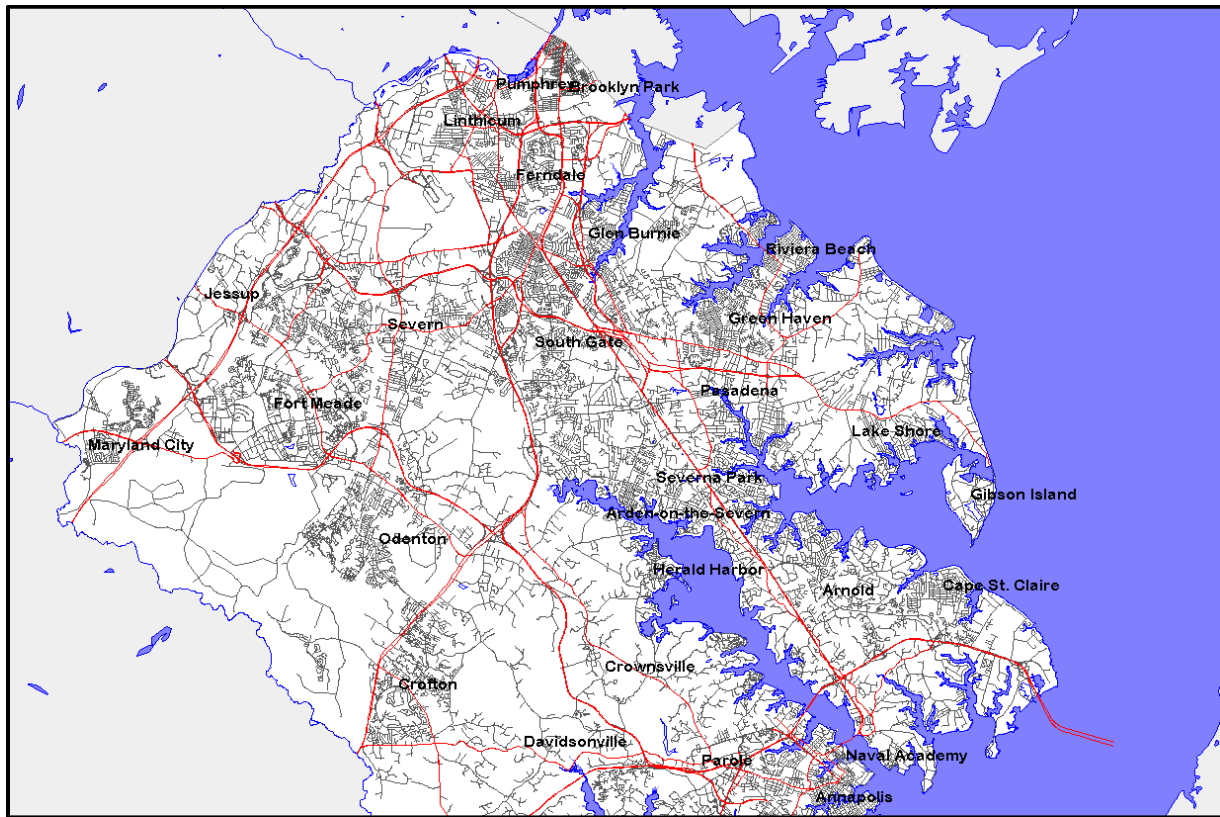 Pumphrey
Brooklyn Park
Linthicum
Ferndale
Glen Burnie
Riviera Beach
Jessup
Severn
Green Haven
South Gate
Pasadena
Fort Meade
Lake Shore
Maryland City
Severna Park
Gibson Island
Arden-on-the-Severn
Odenton
Herald Harbor
Arnold
Cape St. Claire
Crownsville
Crofton
Davidsonville
Parole
Naval Academy
Annapolis